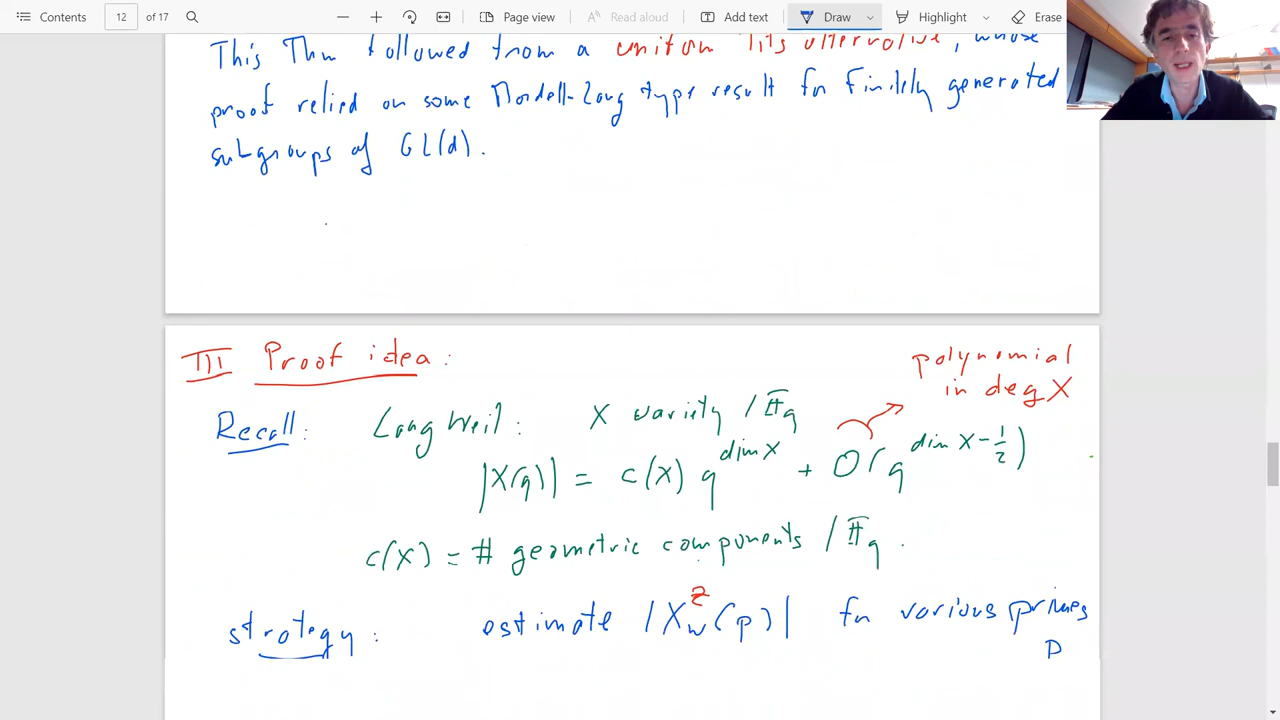 Contents
12
of 17
Page view
Read aloud
Add text
Draw
Highlight
Erase
This Thm followed from a uniform Tits alternative, whose
proof relied on some Mordell-Lang type result for finitely generated
subgroups of GL(d).
III Proof idea:
polynomial
in deg X
Recall: Lang Weil: X variety / 𝔽q
|X(q)| = c(X) q^{dim X} + O(q^{dim X - 1/2})
c(X) = # geometric components / 𝔽q.
strategy: estimate |X_w^Z(p)| for various primes
p